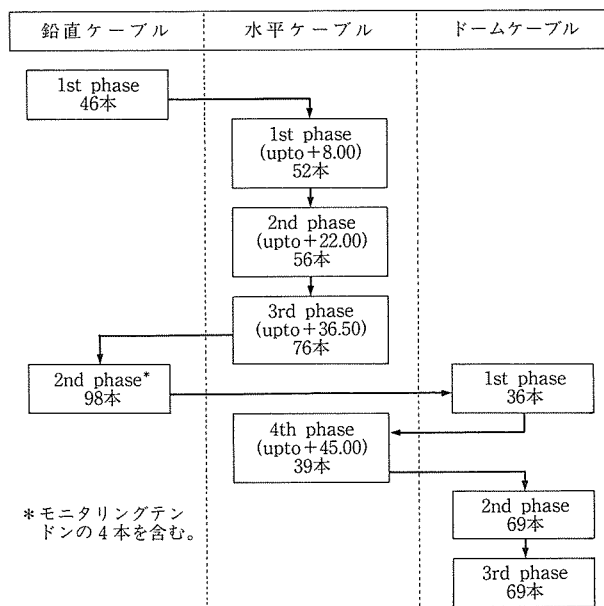 鉛直ケーブル
水平ケーブル
ドームケーブル
1st phase
46本
1st phase
(upto+8.00)
52本
2nd phase
(upto+22.00)
56本
3rd phase
(upto+36.50)
76本
2nd phase*
98本
1st phase
36本
4th phase
(upto+45.00)
39本
2nd phase
69本
3rd phase
69本
*モニタリングテン
ドンの4本を含む。